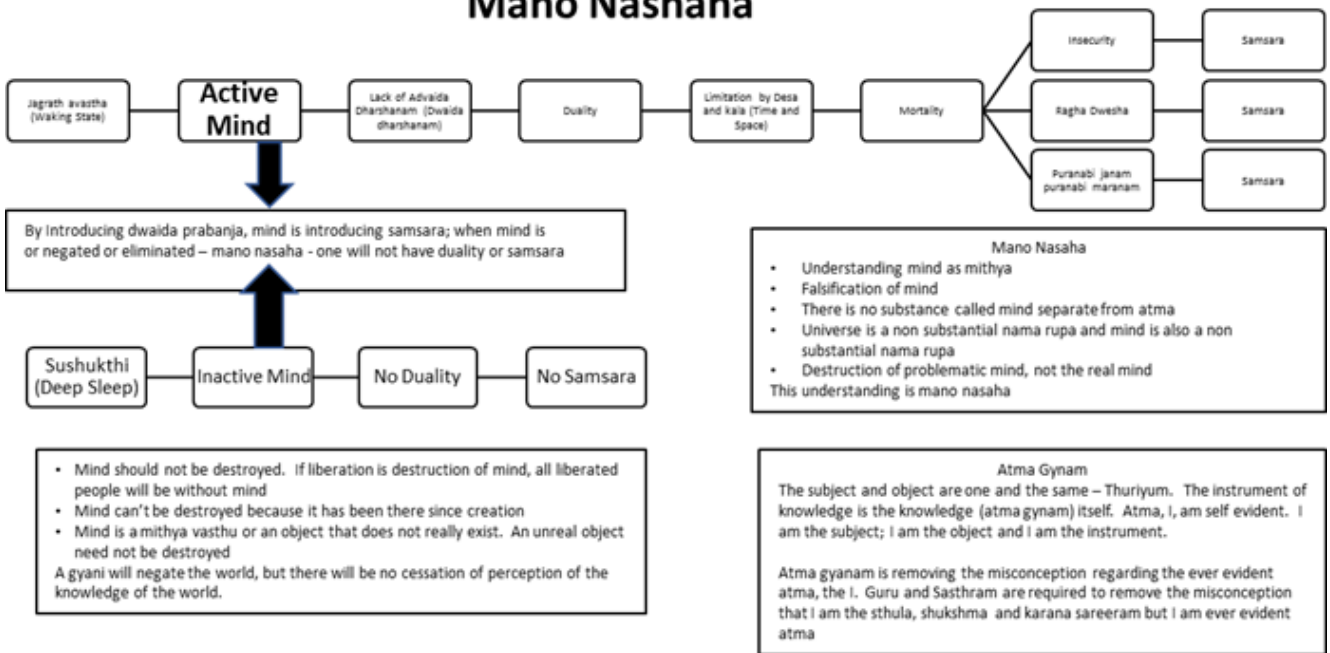 Mano Nashana
Jagrath avastha
(Waking State)
Active
Mind
Lack of Advaida
Dharshanam (Dwaida
dharshanam)
Duality
Limitation by Desa
and kala (Time and
Space)
Mortality
Insecurity
Samsara
Ragha Dwesha
Samsara
Puranabi janam
puranabi maranam
Samsara
By Introducing dwaida prabanja, mind is introducing samsara; when mind is
or negated or eliminated – mano nasaha - one will not have duality or samsara
Sushukthi
(Deep Sleep)
Inactive Mind
No Duality
No Samsara
Mano Nasaha
• Understanding mind as mithya
• Falsification of mind
• There is no substance called mind separate from atma
• Universe is a non substantial nama rupa and mind is also a non
substantial nama rupa
• Destruction of problematic mind, not the real mind
This understanding is mano nasaha
• Mind should not be destroyed. If liberation is destruction of mind, all liberated
people will be without mind
• Mind can't be destroyed because it has been there since creation
• Mind is a mithya vasthu or an object that does not really exist. An unreal object
need not be destroyed
A gyani will negate the world, but there will be no cessation of perception of the
knowledge of the world.
Atma Gynam
The subject and object are one and the same – Thuriyum. The instrument of
knowledge is the knowledge (atma gynam) itself. Atma, I, am self evident. I
am the subject; I am the object and I am the instrument.
Atma gyanam is removing the misconception regarding the ever evident
atma, the I. Guru and Sasthram are required to remove the misconception
that I am the sthula, shukshma and karana sareeram but I am ever evident
atma